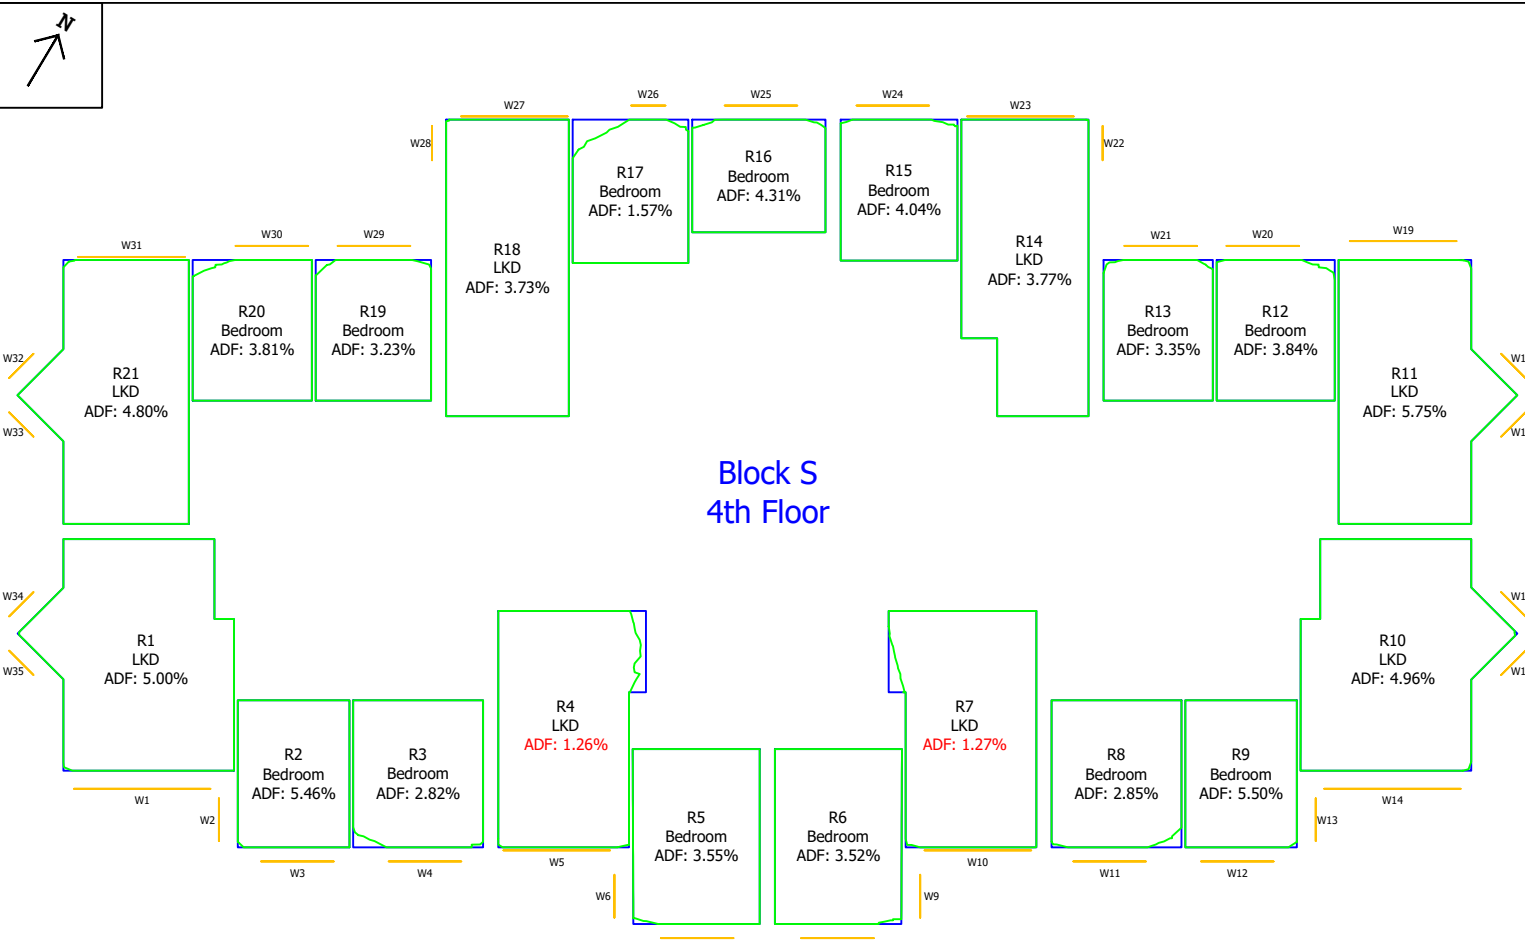 N
W26
W25
W24
W27
W23
W28
W22
R17
Bedroom
ADF: 1.57%
R16
Bedroom
ADF: 4.31%
R15
Bedroom
ADF: 4.04%
W31
W30
W29
R18
LKD
ADF: 3.73%
R14
LKD
ADF: 3.77%
W21
W20
W19
R20
Bedroom
ADF: 3.81%
R19
Bedroom
ADF: 3.23%
R13
Bedroom
ADF: 3.35%
R12
Bedroom
ADF: 3.84%
W32
R21
LKD
ADF: 4.80%
W33
R11
LKD
ADF: 5.75%
W1
W1
Block S
4th Floor
W34
R1
LKD
ADF: 5.00%
W35
W1
R10
LKD
ADF: 4.96%
W1
R4
LKD
ADF: 1.26%
R7
LKD
ADF: 1.27%
R2
Bedroom
ADF: 5.46%
R3
Bedroom
ADF: 2.82%
R8
Bedroom
ADF: 2.85%
R9
Bedroom
ADF: 5.50%
W1
W2
W14
W13
R5
Bedroom
ADF: 3.55%
R6
Bedroom
ADF: 3.52%
W3
W4
W5
W10
W11
W12
W6
W9